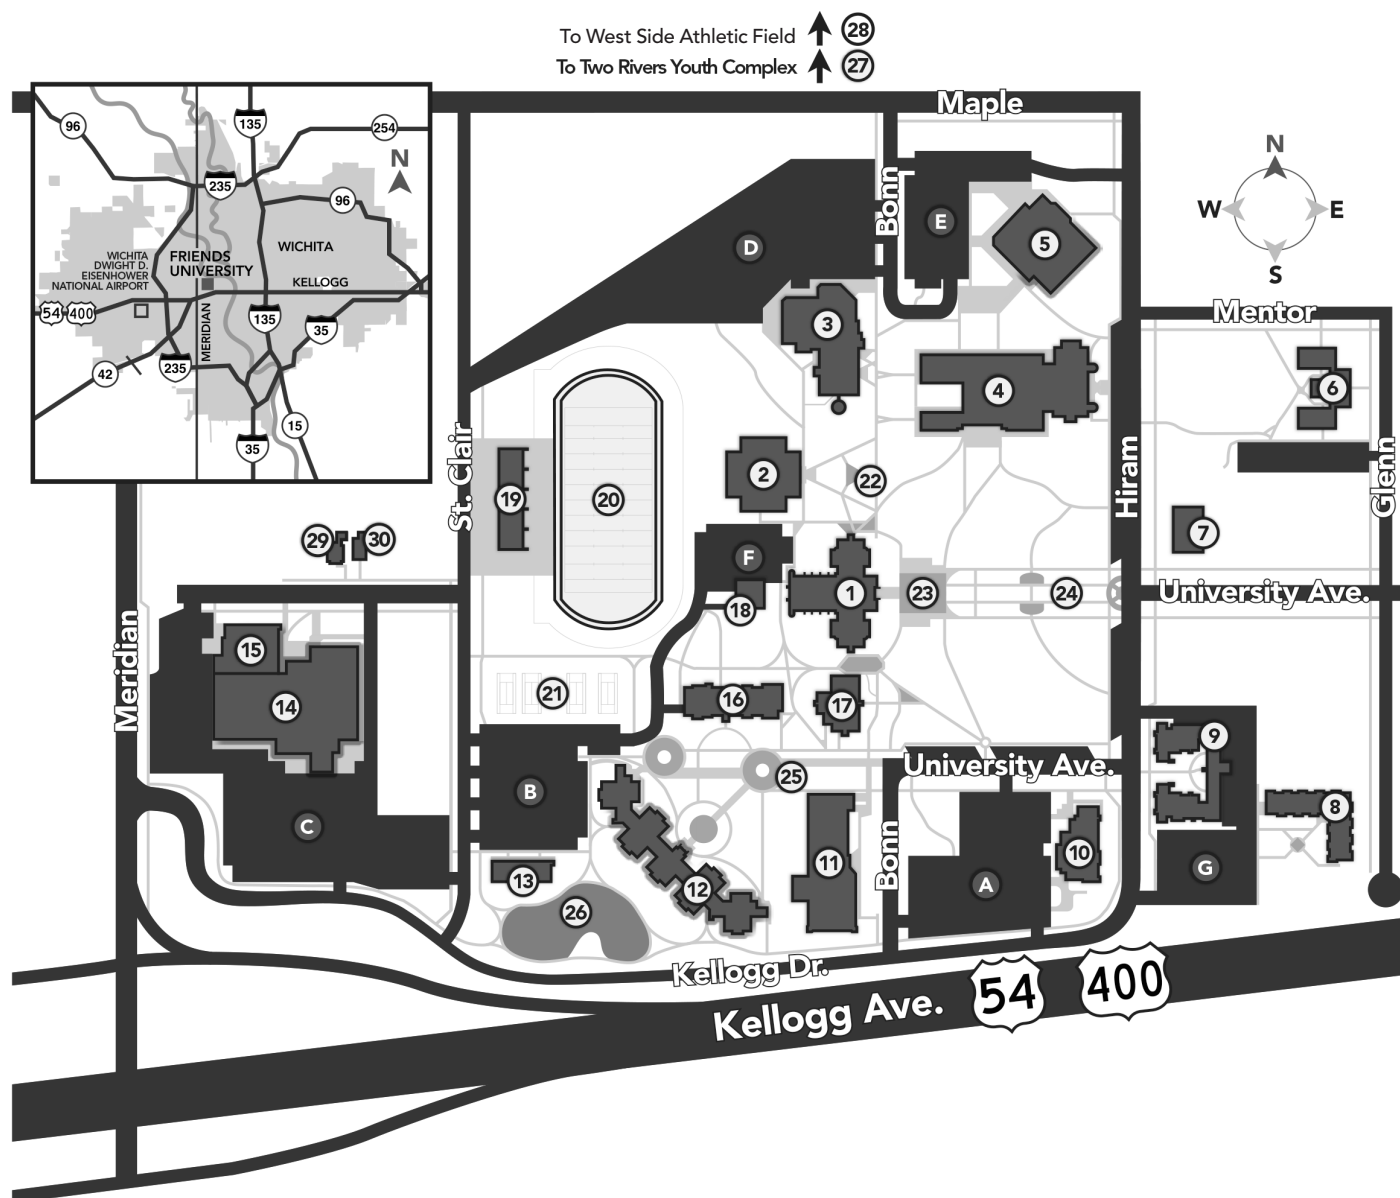 To West Side Athletic Field 28
To Two Rivers Youth Complex 27
Maple
96
135
254
N
235
96
WICHITA
DWIGHT D.
EISENHOWER
NATIONAL AIRPORT
FRIENDS
UNIVERSITY
WICHITA
KELLOGG
54 400
MERIDIAN
135
35
42
235
15
35
N
W E
S
Bonn
D
E
5
3
Mentor
4
6
St. Clair
19
20
2
22
Hiram
Glenn
7
29 30
F
18
1
23
24
University Ave.
Meridian
15
14
21
16
17
9
University Ave.
25
B
C
8
13
12
11
Bonn
A
10
G
26
Kellogg Dr.
Kellogg Ave. 54 400